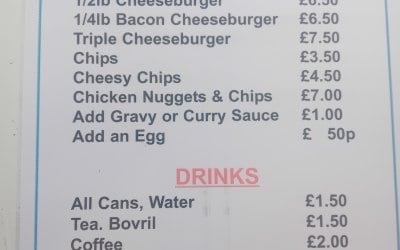 1/2lb Cheeseburger £6.50
1/4lb Bacon Cheeseburger £6.50
Triple Cheeseburger £7.50
Chips £3.50
Cheesy Chips £4.50
Chicken Nuggets & Chips £7.00
Add Gravy or Curry Sauce £1.00
Add an Egg £ 50p
DRINKS
All Cans, Water £1.50
Tea. Bovril £1.50
Coffee £2.00